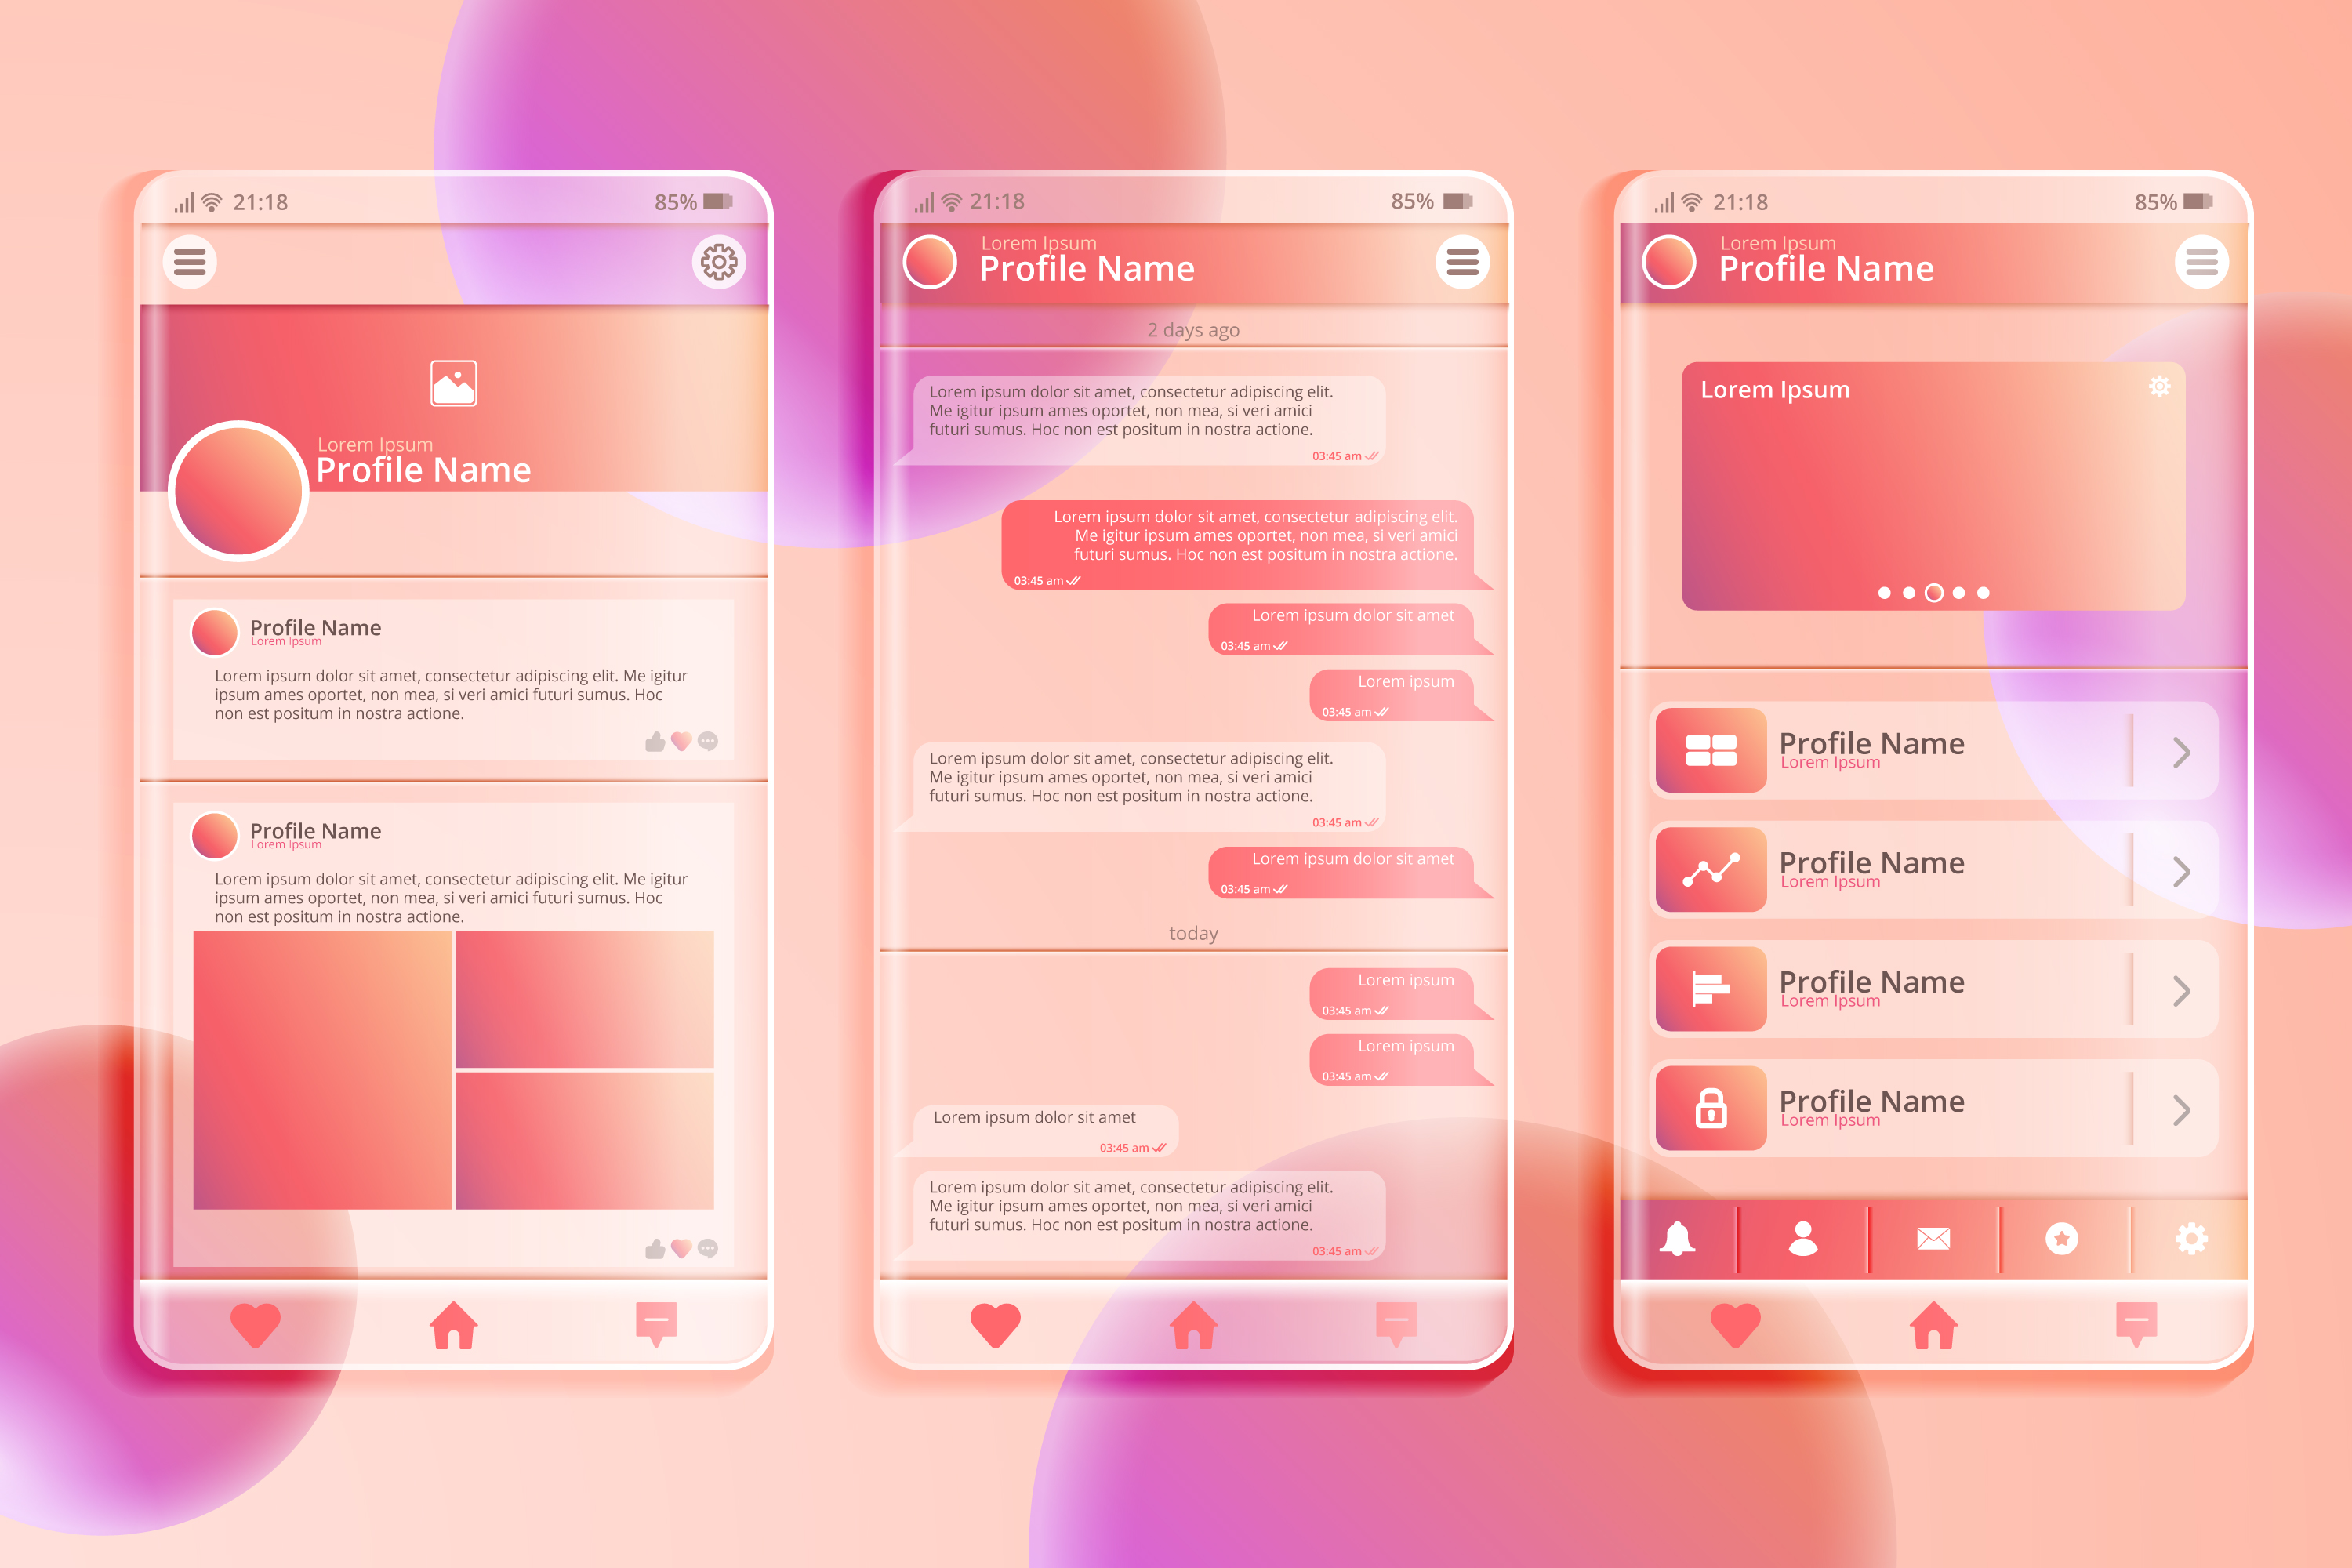 21:18 85%
Lorem Ipsum
Profile Name
Profile Name
Lorem Ipsum
Lorem ipsum dolor sit amet, consectetur adipiscing elit. Me igitur
ipsum ames oportet, non mea, si veri amici futuri sumus. Hoc
non est positum in nostra actione.
Profile Name
Lorem Ipsum
Lorem ipsum dolor sit amet, consectetur adipiscing elit. Me igitur
ipsum ames oportet, non mea, si veri amici futuri sumus. Hoc
non est positum in nostra actione.
21:18 85%
Lorem Ipsum
Profile Name
2 days ago
Lorem ipsum dolor sit amet, consectetur adipiscing elit.
Me igitur ipsum ames oportet, non mea, si veri amici
futuri sumus. Hoc non est positum in nostra actione.
03:45 am
Lorem ipsum dolor sit amet, consectetur adipiscing elit.
Me igitur ipsum ames oportet, non mea, si veri amici
futuri sumus. Hoc non est positum in nostra actione.
03:45 am
Lorem ipsum dolor sit amet
03:45 am
Lorem ipsum
03:45 am
Lorem ipsum dolor sit amet, consectetur adipiscing elit.
Me igitur ipsum ames oportet, non mea, si veri amici
futuri sumus. Hoc non est positum in nostra actione.
03:45 am
Lorem ipsum dolor sit amet
03:45 am
today
Lorem ipsum
03:45 am
Lorem ipsum
03:45 am
Lorem ipsum dolor sit amet
03:45 am
Lorem ipsum dolor sit amet, consectetur adipiscing elit.
Me igitur ipsum ames oportet, non mea, si veri amici
futuri sumus. Hoc non est positum in nostra actione.
03:45 am
21:18 85%
Lorem Ipsum
Profile Name
Lorem Ipsum
Profile Name
Lorem Ipsum
Profile Name
Lorem Ipsum
Profile Name
Lorem Ipsum
Profile Name
Lorem Ipsum